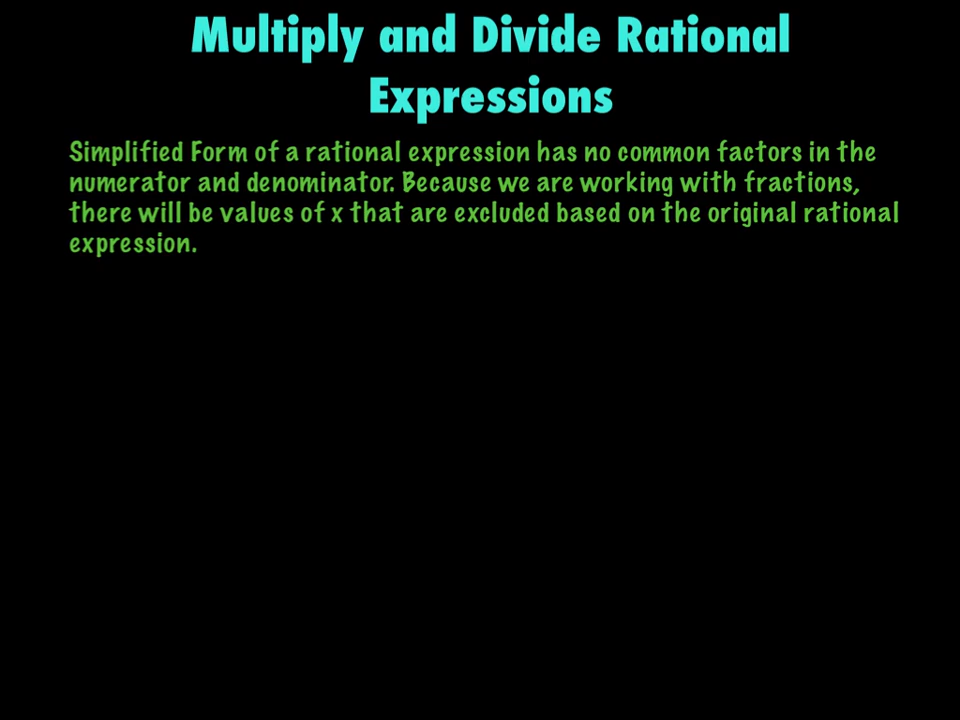 Multiply and Divide Rational
Expressions
Simplified Form of a rational expression has no common factors in the
numerator and denominator. Because we are working with fractions,
there will be values of x that are excluded based on the original rational
expression.